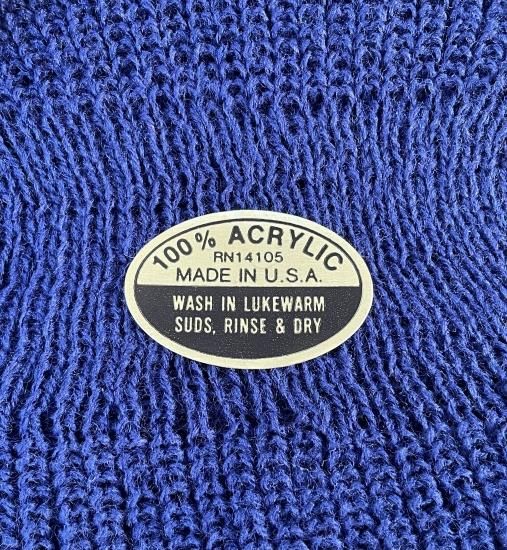 100% ACRYLIC
RN14105
MADE IN U.S.A.
WASH IN LUKEWARM
SUDS, RINSE & DRY